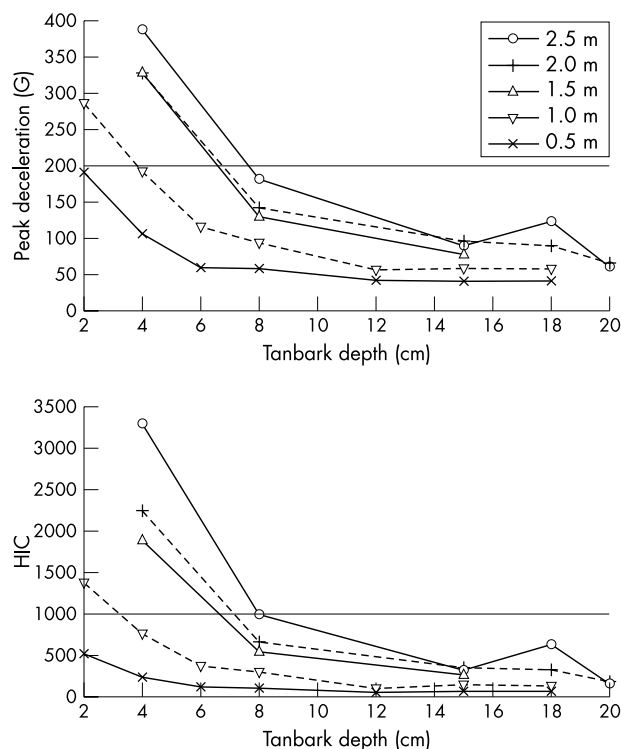 400
350
300
250
200
150
100
50
0
Peak deceleration (G)
2.5 m
2.0 m
1.5 m
1.0 m
0.5 m
2 4 6 8 10 12 14 16 18 20
Tanbark depth (cm)
3500
3000
2500
2000
1500
1000
500
0
HIC
2 4 6 8 10 12 14 16 18 20
Tanbark depth (cm)